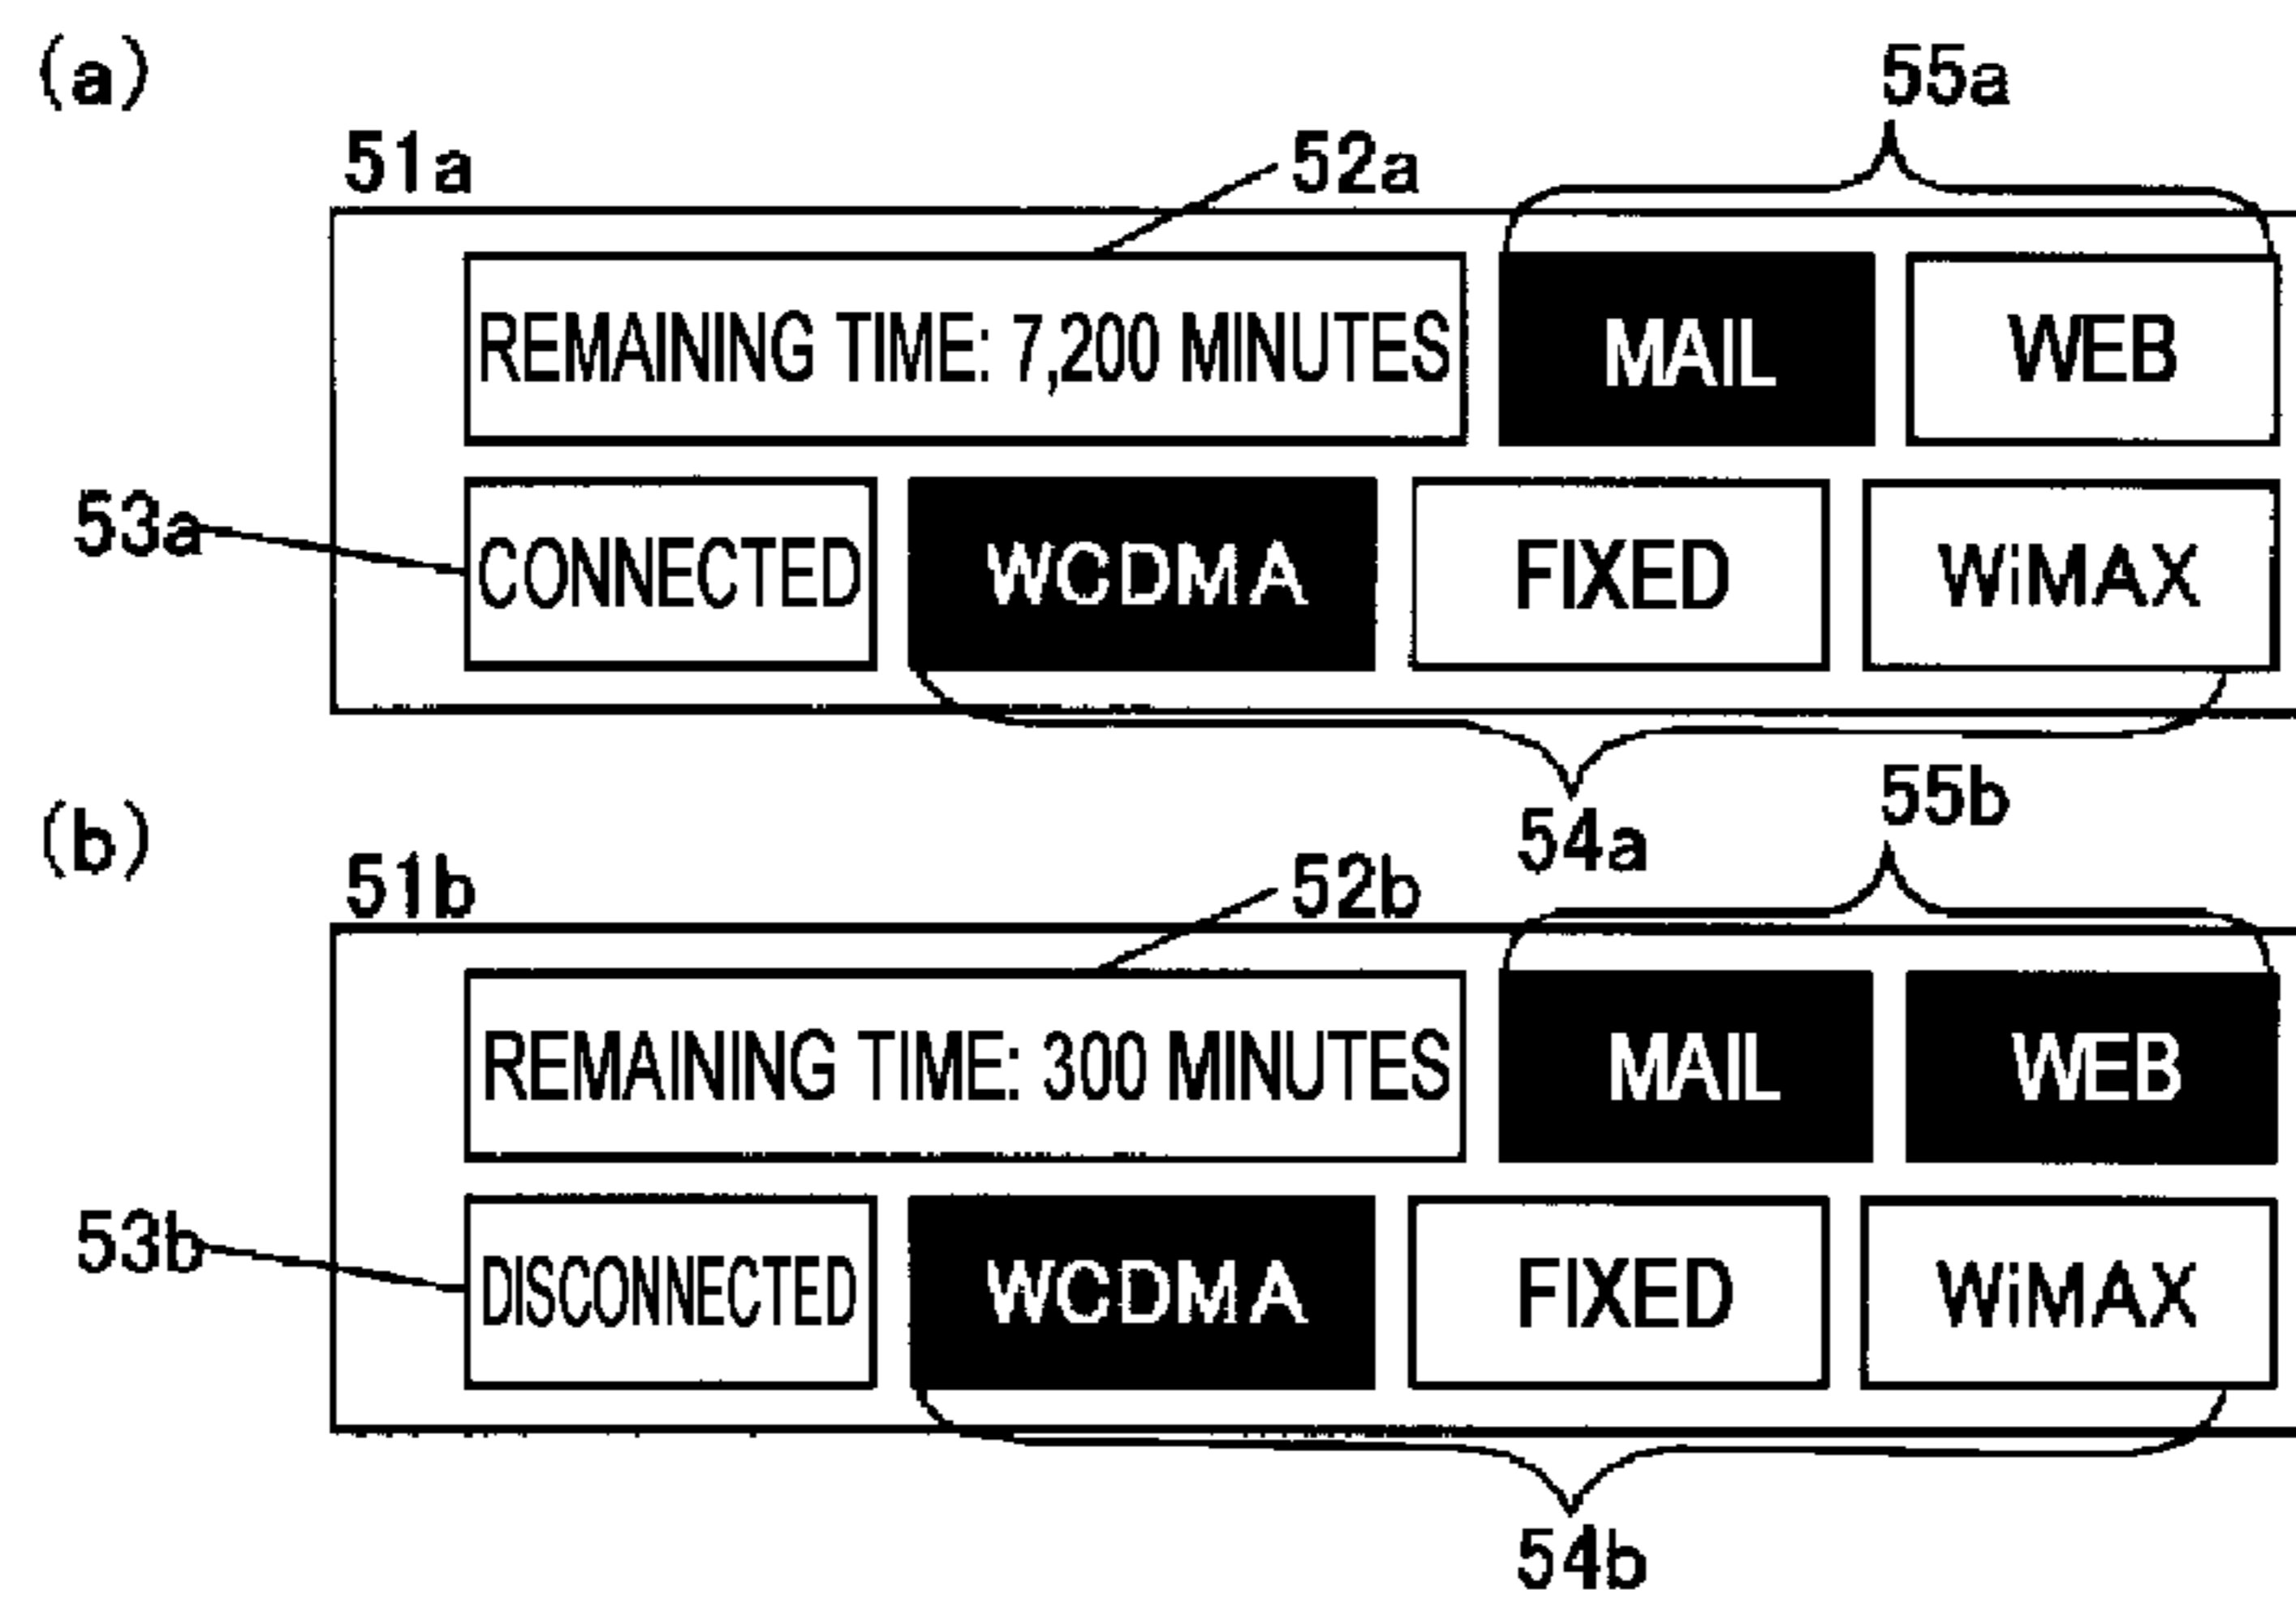 (a)
55a
51a
52a
REMAINING TIME: 7,200 MINUTES
MAIL
WEB
53a
CONNECTED
WCDMA
FIXED
WiMAX
54a
(b)
55b
51b
52b
REMAINING TIME: 300 MINUTES
MAIL
WEB
53b
DISCONNECTED
WCDMA
FIXED
WiMAX
54b